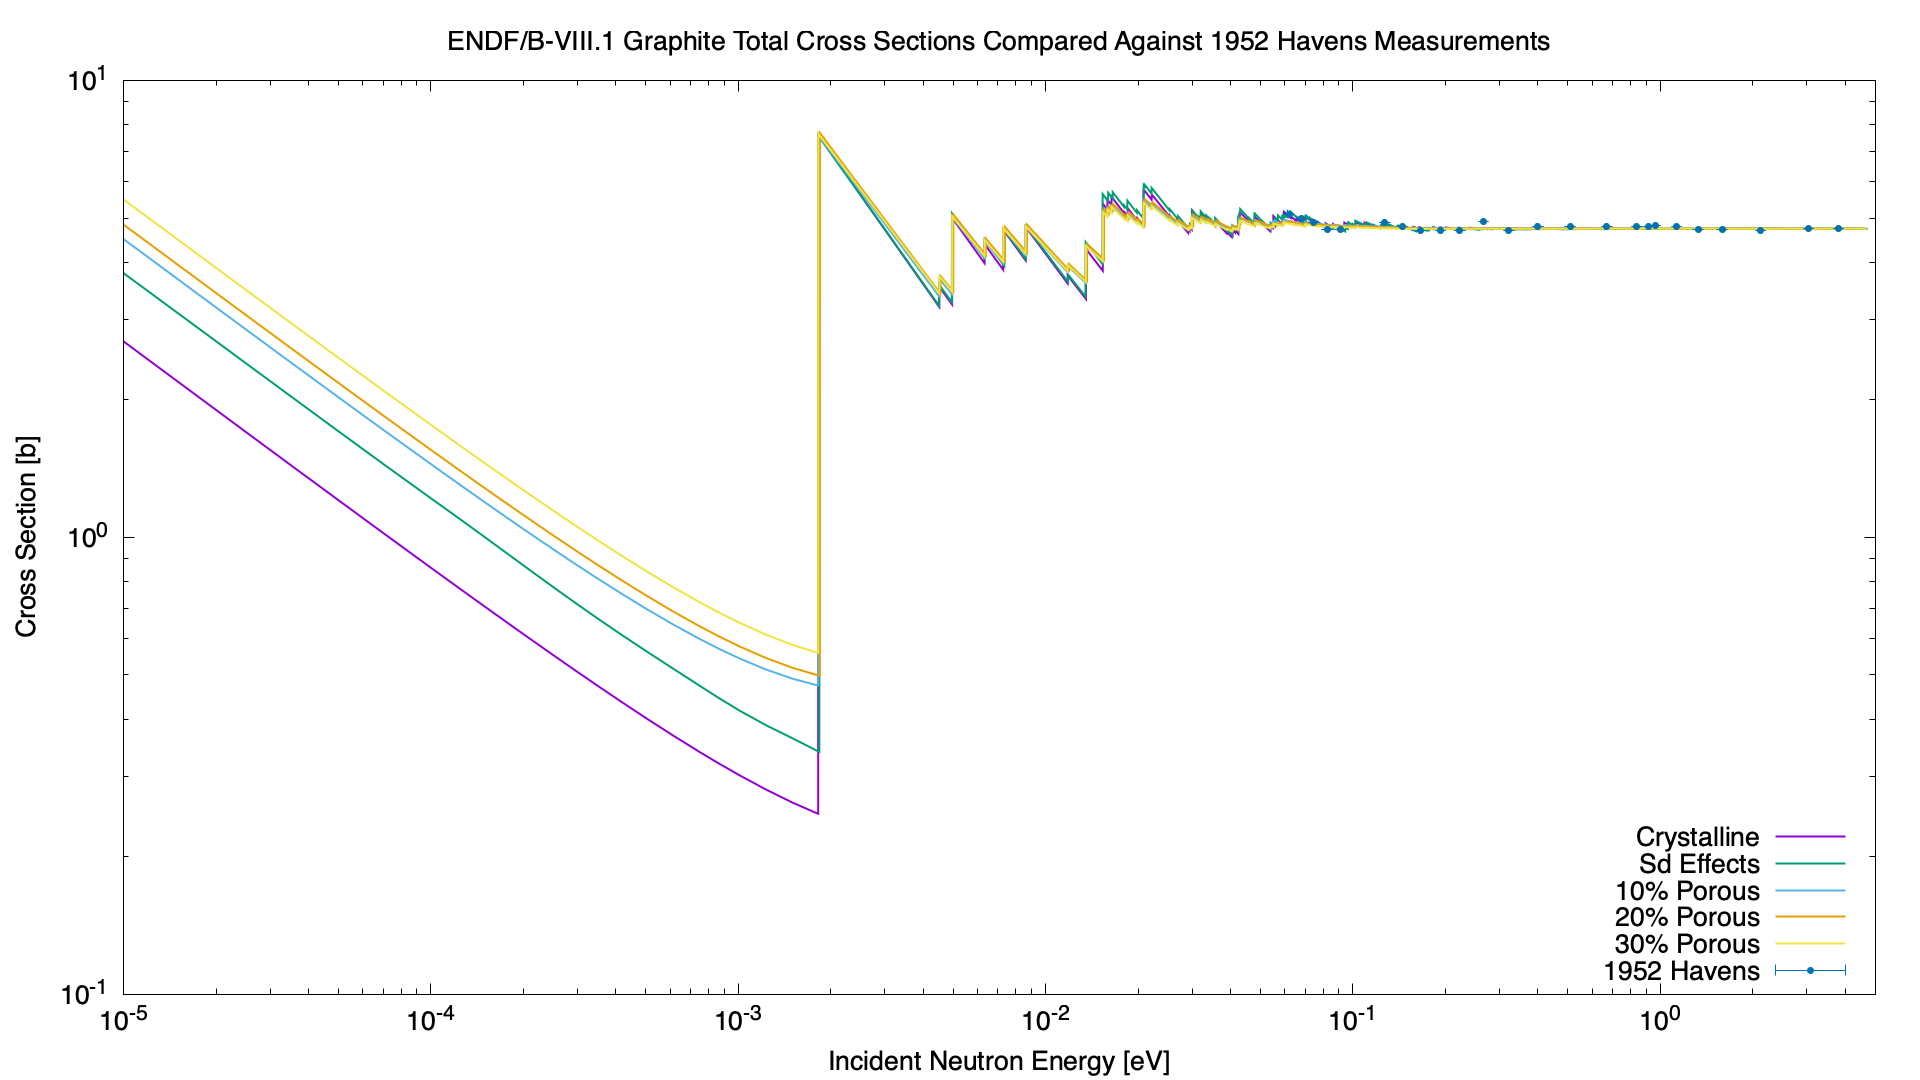 ENDF/B-VIII.1 Graphite Total Cross Sections Compared Against 1952 Havens Measurements
10^1
10^0
10^-1
Cross Section [b]
Crystalline
Sd Effects
10% Porous
20% Porous
30% Porous
1952 Havens
10^-5 10^-4 10^-3 10^-2 10^-1 10^0
Incident Neutron Energy [eV]